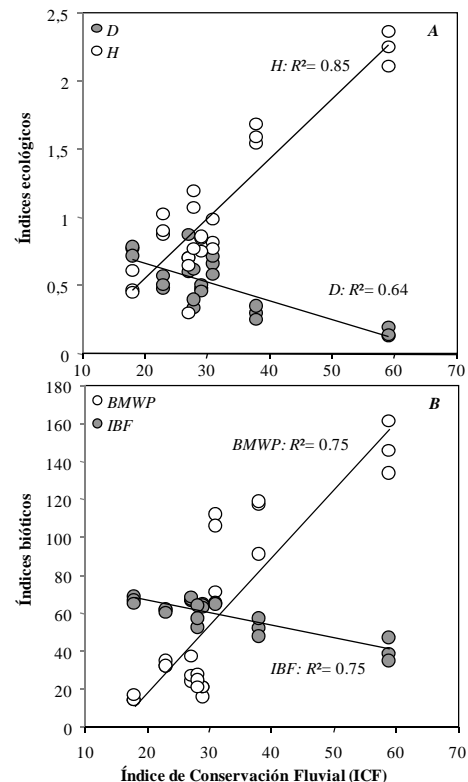 2,5
D
H
A
H: R²= 0.85
2
1,5
1
0,5
0
Índices ecológicos
D: R²= 0.64
10 20 30 40 50 60 70
180
BMWP
IBF
B
160
BMWP: R²= 0.75
140
120
100
80
60
40
20
0
Índices bióticos
IBF: R²= 0.75
10 20 30 40 50 60 70
Índice de Conservación Fluvial (ICF)